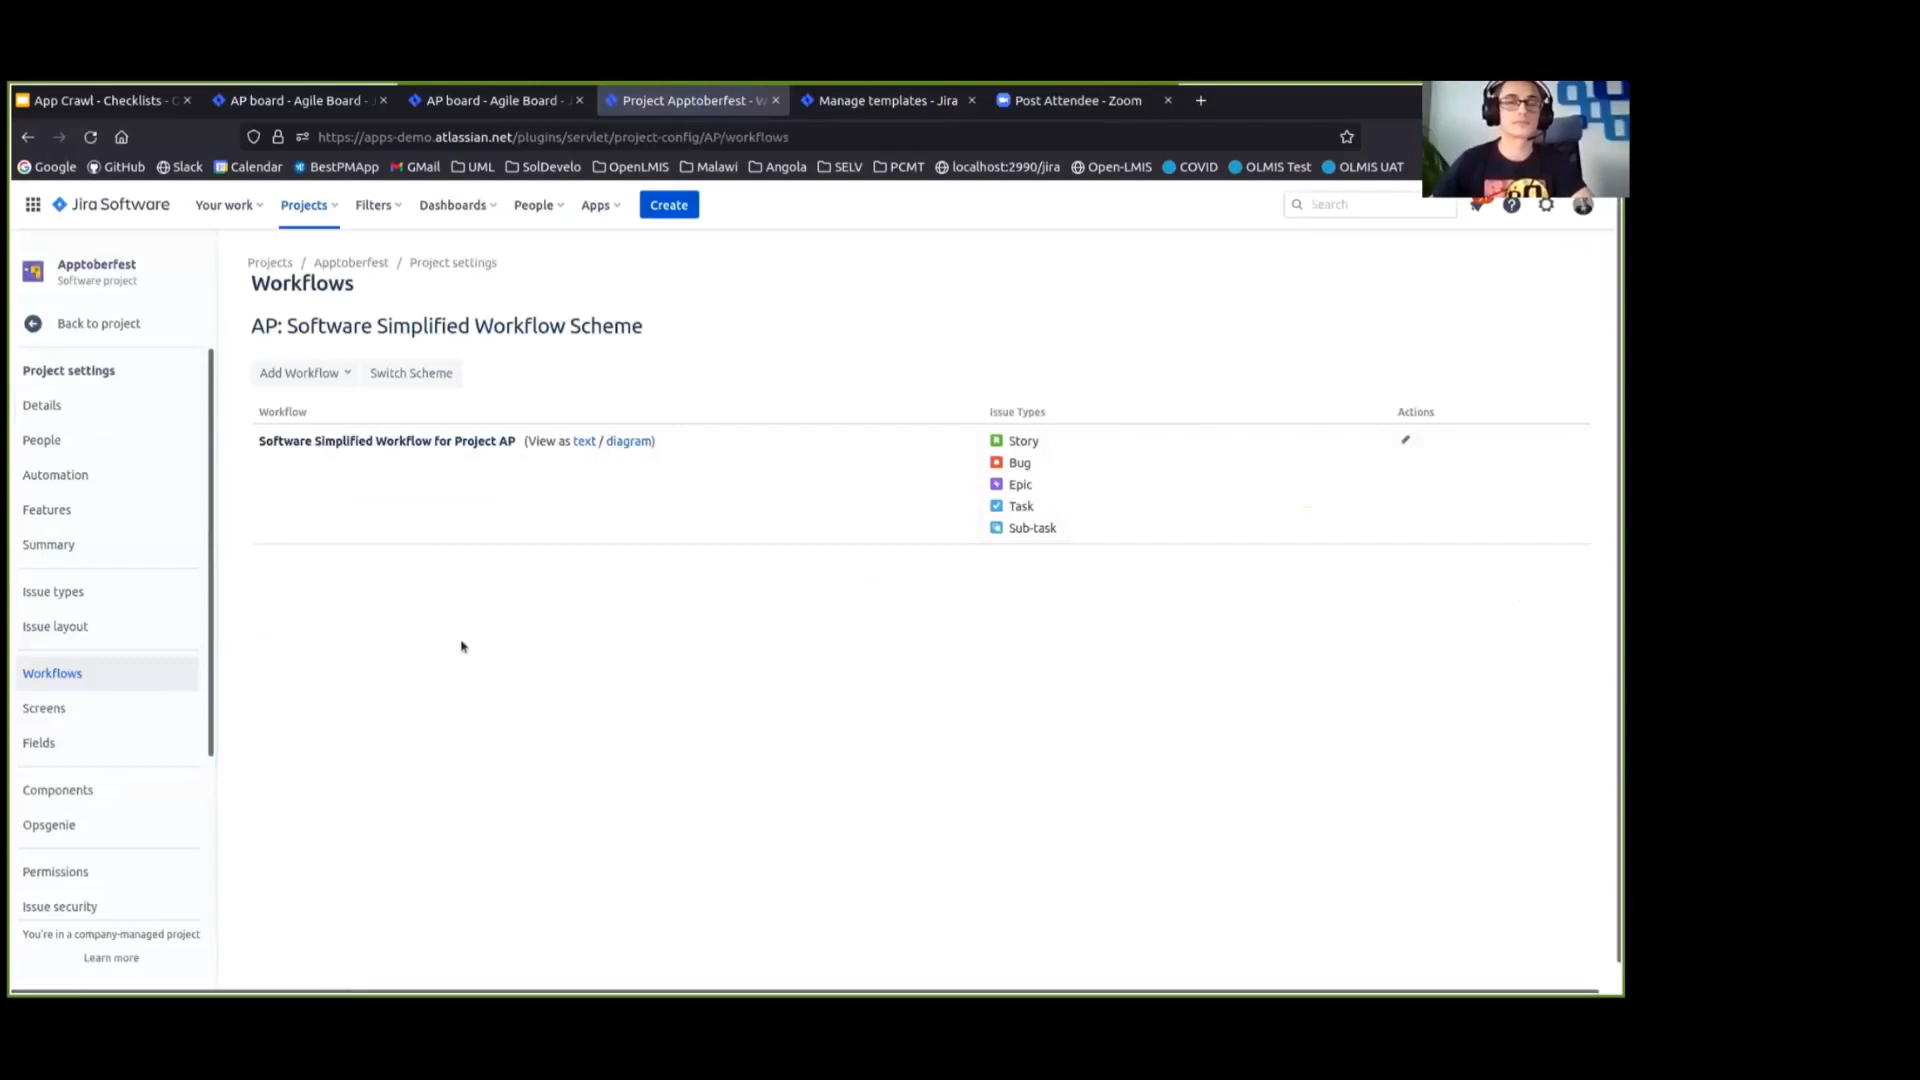 App Crawl - Checklists - AP board - Agile Board - AP board - Agile Board - Project Apptoberfest - W Manage templates - Jira Post Attendee - Zoom
https://apps-demo.atlassian.net/plugins/servlet/project-config/AP/workflows
Google GitHub Slack Calendar BestPMApp GMail UML SolDevelo OpenLMIS Malawi Angola SELV PCMT localhost:2990/jira Open-LMIS COVID OLMIS Test OLMIS UAT
Jira Software Your work Projects Filters Dashboards People Apps Create Search
Apptoberfest
Software project
Back to project
Project settings
Details
People
Automation
Features
Summary
Issue types
Issue layout
Workflows
Screens
Fields
Components
Opsgenie
Permissions
Issue security
You're in a company-managed project
Learn more
Projects / Apptoberfest / Project settings
Workflows
AP: Software Simplified Workflow Scheme
Add Workflow Switch Scheme
Workflow Issue Types Actions
Software Simplified Workflow for Project AP (View as text / diagram) Story
Bug
Epic
Task
Sub-task